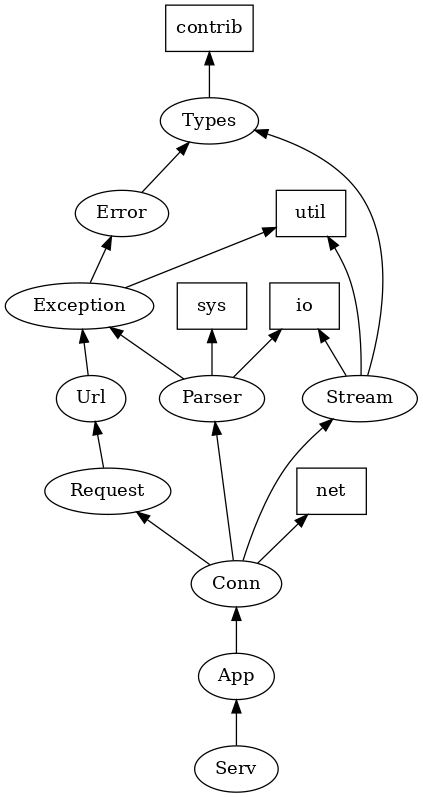 contrib
Types
Error
util
Exception
sys
io
Url
Parser
Stream
Request
net
Conn
App
Serv